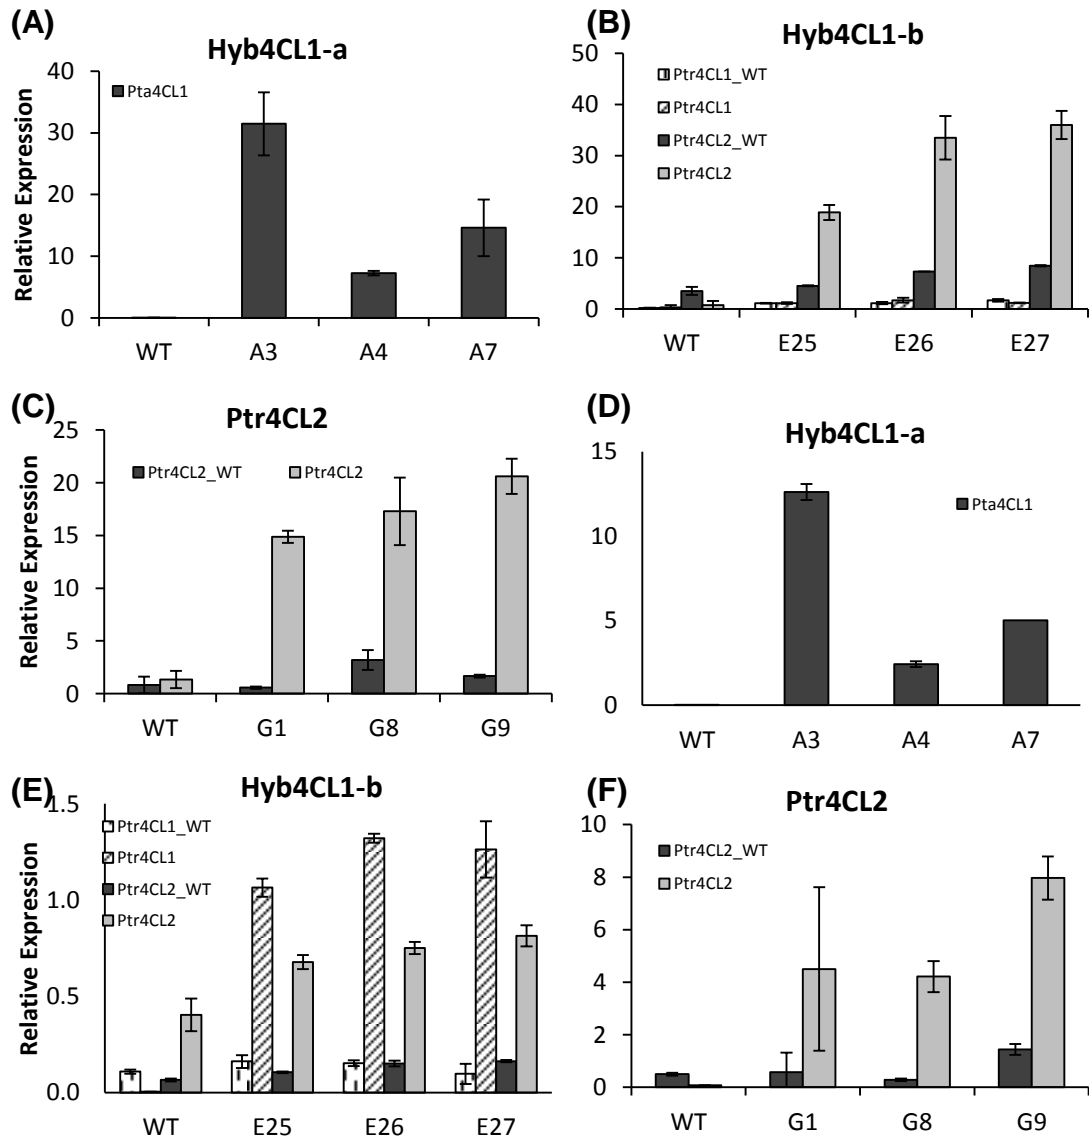 (A)
Hyb4CL1-a
Relative Expression
40
30
20
10
0
Pta4CL1
WT A3 A4 A7
(B)
Hyb4CL1-b
50
40
30
20
10
0
Ptr4CL1_WT
Ptr4CL1
Ptr4CL2_WT
Ptr4CL2
WT E25 E26 E27
(C)
Ptr4CL2
Relative Expression
25
20
15
10
5
0
Ptr4CL2_WT Ptr4CL2
WT G1 G8 G9
(D)
Hyb4CL1-a
15
10
5
0
Pta4CL1
WT A3 A4 A7
(E)
Hyb4CL1-b
Relative Expression
1.5
1.0
0.5
0.0
Ptr4CL1_WT
Ptr4CL1
Ptr4CL2_WT
Ptr4CL2
WT E25 E26 E27
(F)
Ptr4CL2
10
8
6
4
2
0
Ptr4CL2_WT
Ptr4CL2
WT G1 G8 G9